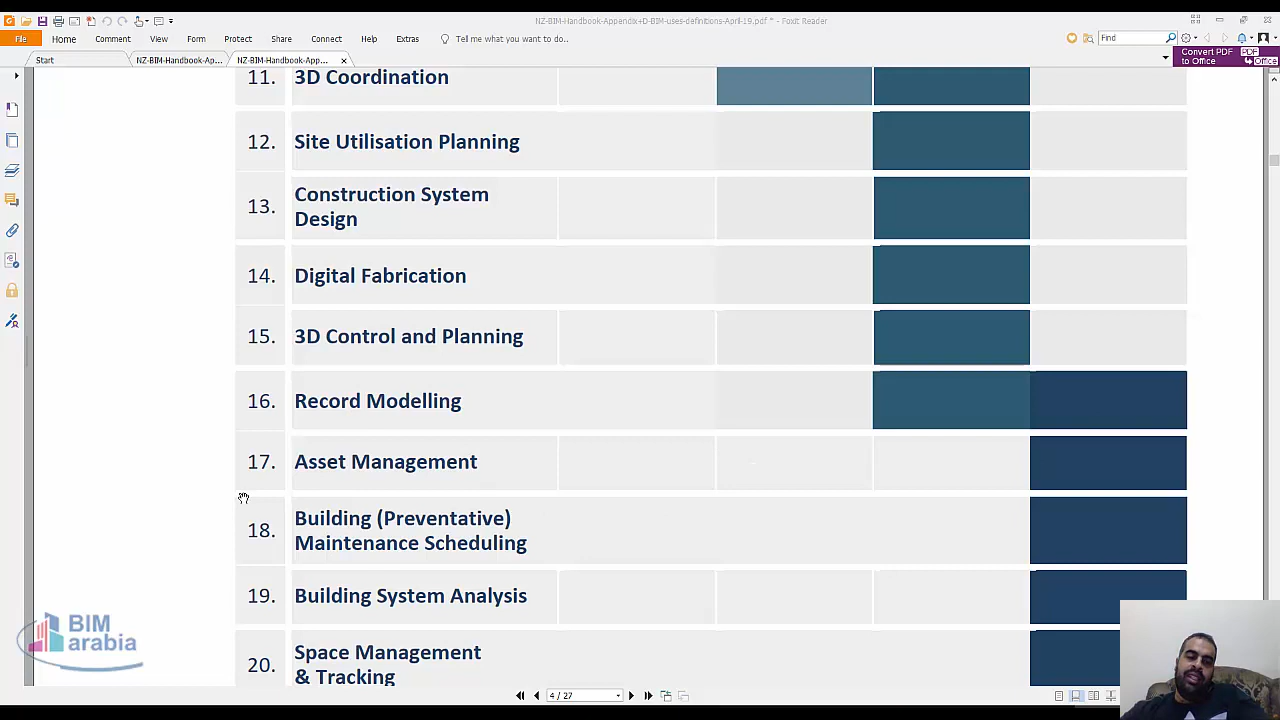 NZ-BIM-Handbook-Appendix+D-BIM-uses-definitions-April-19.pdf * - Foxit Reader
File Home Comment View Form Protect Share Connect Help Extras Tell me what you want to do.. Find
Start NZ-BIM-Handbook-Ap... NZ-BIM-Handbook-App... Convert PDF
to Office
PDF
Office
11. 3D Coordination
12. Site Utilisation Planning
13. Construction System
Design
14. Digital Fabrication
15. 3D Control and Planning
16. Record Modelling
17. Asset Management
18. Building (Preventative)
Maintenance Scheduling
19. Building System Analysis
20. Space Management
& Tracking
BIM
arabia
4 / 27